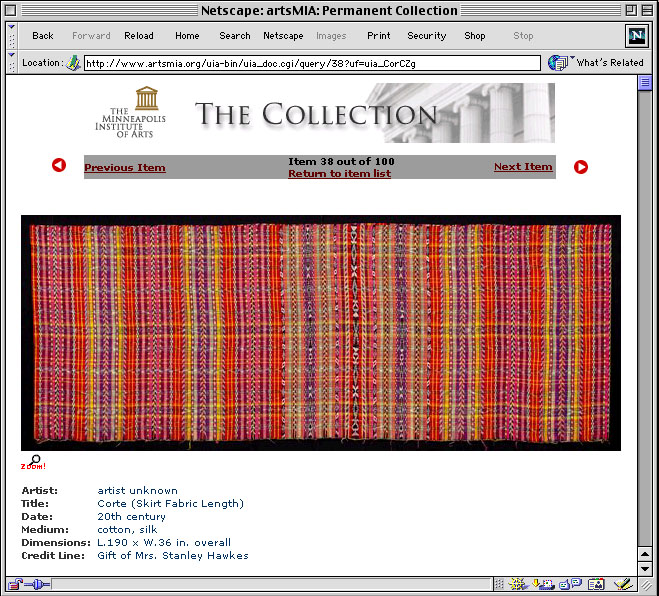 Netscape: artsMIA: Permanent Collection
Back Forward Reload Home Search Netscape Images Print Security Shop Stop
N
Location: http://www.artsmia.org/uia-bin/uia_doc.cgi/query/38?uf=uia_CorCZg What's Related
THE
MINNEAPOLIS
INSTITUTE
OF ARTS
THE COLLECTION
Previous Item
Item 38 out of 100
Return to item list
Next Item
ZOOM!
Artist: artist unknown
Title: Corte (Skirt Fabric Length)
Date: 20th century
Medium: cotton, silk
Dimensions: L.190 x W.36 in. overall
Credit Line: Gift of Mrs. Stanley Hawkes